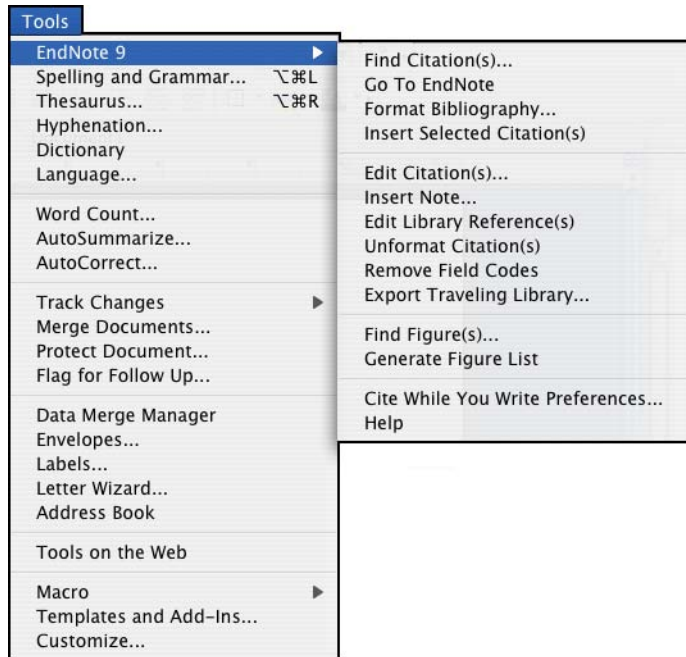 Tools
EndNote 9
Spelling and Grammar... ⌥⌘L
Thesaurus... ⌥⌘R
Hyphenation...
Dictionary
Language...
Word Count...
AutoSummarize...
AutoCorrect...
Track Changes
Merge Documents...
Protect Document...
Flag for Follow Up...
Data Merge Manager
Envelopes...
Labels...
Letter Wizard...
Address Book
Tools on the Web
Macro
Templates and Add-Ins...
Customize...
Find Citation(s)...
Go To EndNote
Format Bibliography...
Insert Selected Citation(s)
Edit Citation(s)...
Insert Note...
Edit Library Reference(s)
Unformat Citation(s)
Remove Field Codes
Export Traveling Library...
Find Figure(s)...
Generate Figure List
Cite While You Write Preferences...
Help